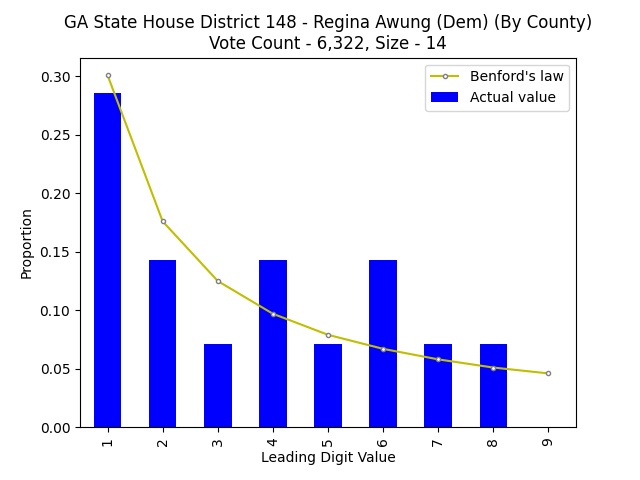 GA State House District 148 - Regina Awung (Dem) (By County)
Vote Count - 6,322, Size - 14
Benford's law
Actual value
0.30
0.25
0.20
0.15
0.10
0.05
0.00
Proportion
1 2 3 4 5 6 7 8 9
Leading Digit Value